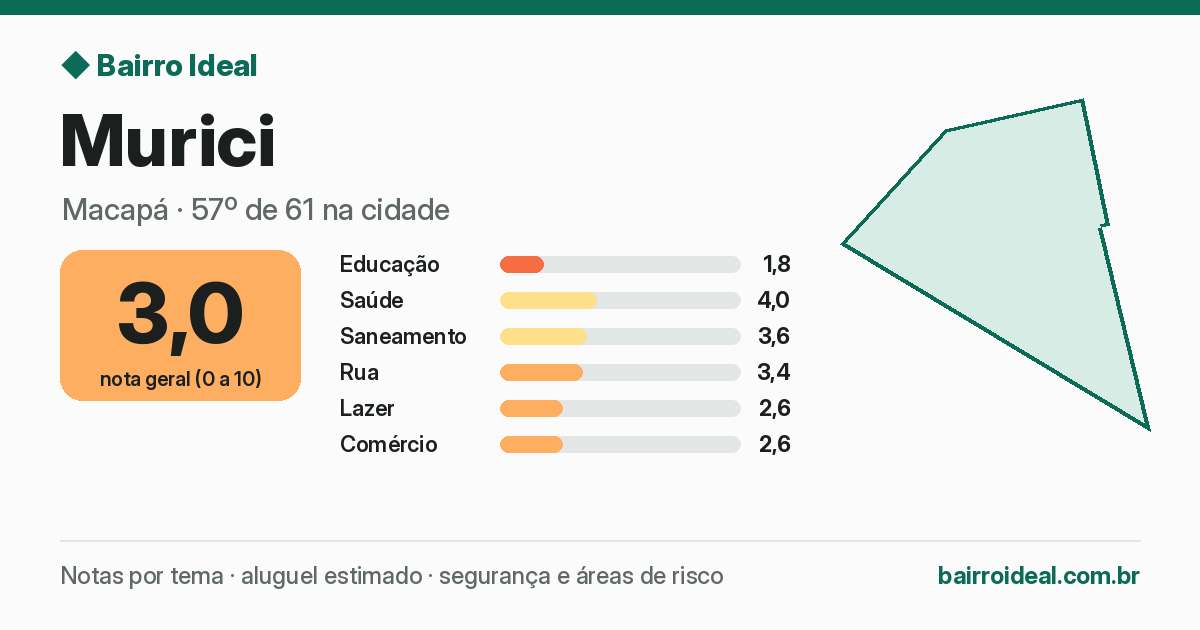 Bairro Ideal
Murici
Macapá · 57º de 61 na cidade
3,0
nota geral (0 a 10)
Educação 1,8
Saúde 4,0
Saneamento 3,6
Rua 3,4
Lazer 2,6
Comércio 2,6
Notas por tema · aluguel estimado · segurança e áreas de risco
bairroideal.com.br